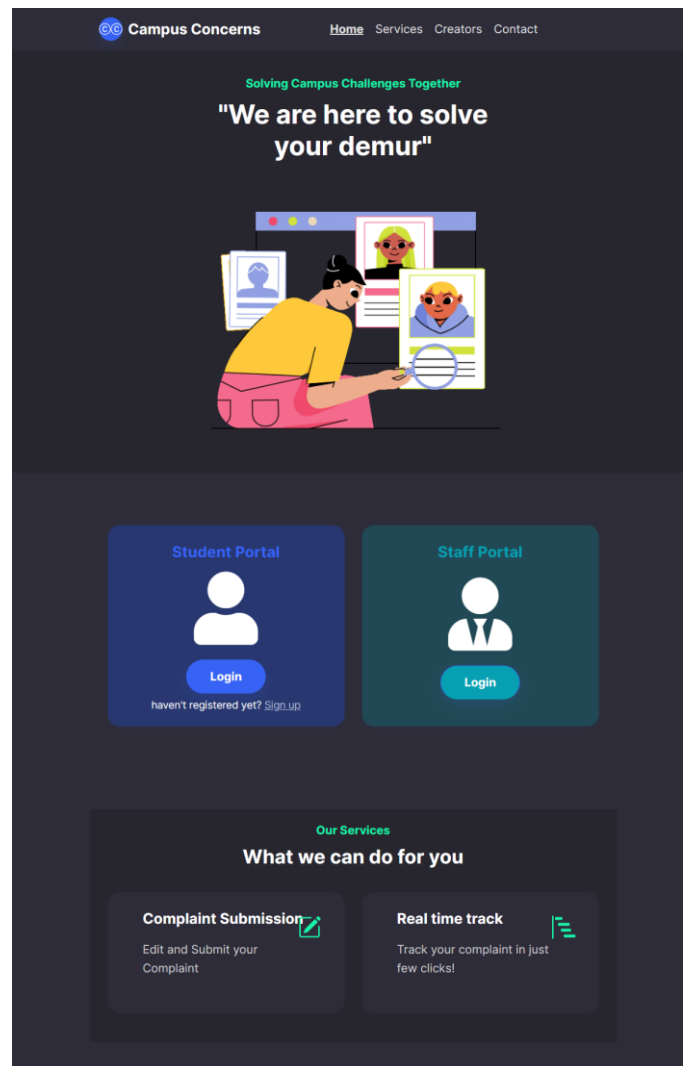 ©© Campus Concerns Home Services Creators Contact
Solving Campus Challenges Together
"We are here to solve
your demur"
Student Portal
Login
haven't registered yet? Sign up
Staff Portal
Login
Our Services
What we can do for you
Complaint Submission
Edit and Submit your
Complaint
Real time track
Track your complaint in just
few clicks!